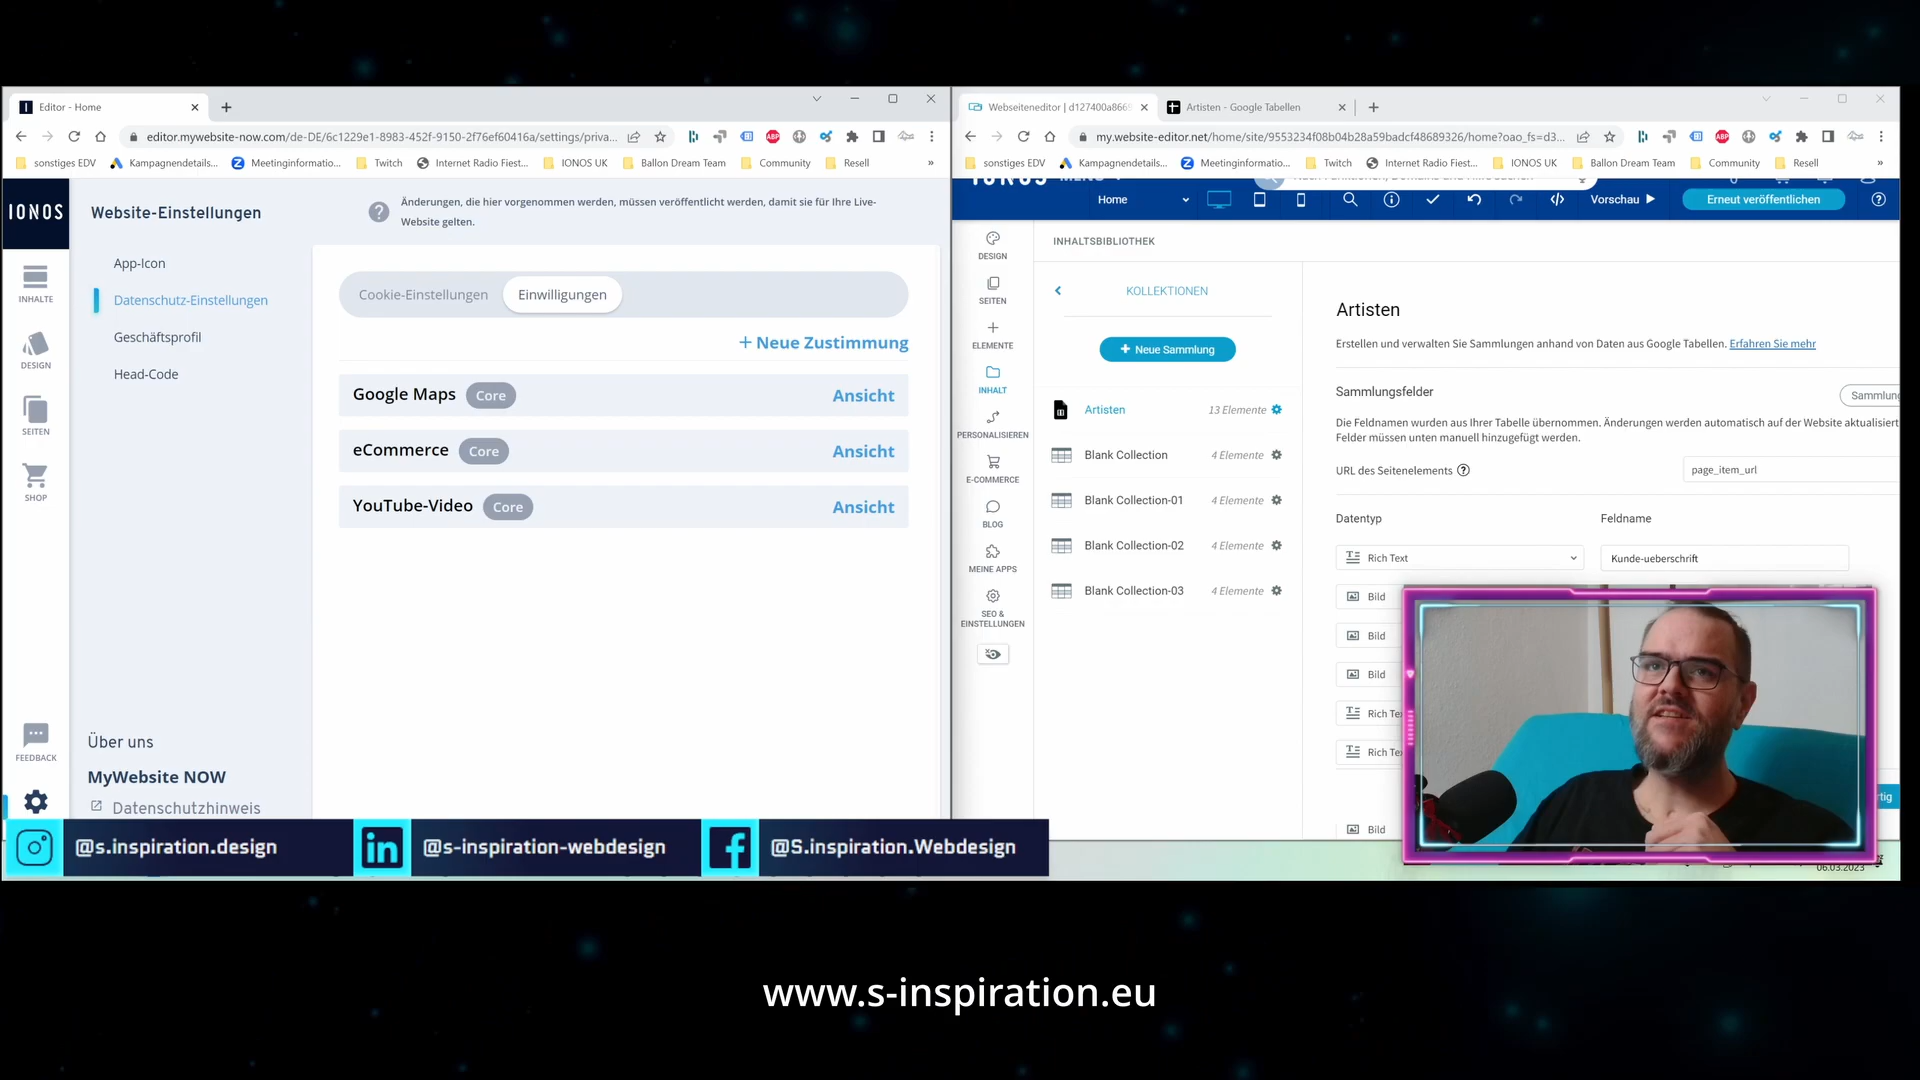 Editor - Home
editor.mywebsite-now.com/de-DE/6c1229e1-8983-452f-9150-2f76ef60416a/settings/priva...
sonstiges EDV
Kampagnendetails...
Meetinginformatio...
Twitch
Internet Radio Fiest...
IONOS UK
Ballon Dream Team
Community
Resell
»
IONOS
INHALTE
DESIGN
SEITEN
SHOP
FEEDBACK
Website-Einstellungen
App-Icon
Datenschutz-Einstellungen
Geschäftsprofil
Head-Code
Über uns
MyWebsite NOW
Datenschutzhinweis
Änderungen, die hier vorgenommen werden, müssen veröffentlicht werden, damit sie für Ihre Live-
Website gelten.
Cookie-Einstellungen
Einwilligungen
+ Neue Zustimmung
Google Maps Core Ansicht
eCommerce Core Ansicht
YouTube-Video Core Ansicht
Webseiteneditor | d127400a866
Artisten - Google Tabellen
my.website-editor.net/home/site/9553234f08b04b28a59badcf48689326/home?oao_fs=d3...
sonstiges EDV
Kampagnendetails...
Meetinginformatio...
Twitch
Internet Radio Fiest...
IONOS UK
Ballon Dream Team
Community
Resell
»
IONOS
Home
Vorschau
Erneut veröffentlichen
DESIGN
SEITEN
ELEMENTE
INHALT
PERSONALISIEREN
E-COMMERCE
BLOG
MEINE APPS
SEO &
EINSTELLUNGEN
INHALTSBIBLIOTHEK
KOLLEKTIONEN
+ Neue Sammlung
Artisten 13 Elemente
Blank Collection 4 Elemente
Blank Collection-01 4 Elemente
Blank Collection-02 4 Elemente
Blank Collection-03 4 Elemente
Artisten
Erstellen und verwalten Sie Sammlungen anhand von Daten aus Google Tabellen. Erfahren Sie mehr
Sammlungsfelder
Sammlung
Die Feldnamen wurden aus Ihrer Tabelle übernommen. Änderungen werden automatisch auf der Website aktualisiert
Felder müssen unten manuell hinzugefügt werden.
URL des Seitenelements
page_item_url
Datentyp
Feldname
Rich Text
Kunde-ueberschrift
Bild
Bild
Bild
Rich Te
Rich Te
Bild
rtig
06.03.2023
@s.inspiration.design
@s-inspiration-webdesign
@S.inspiration.Webdesign
www.s-inspiration.eu